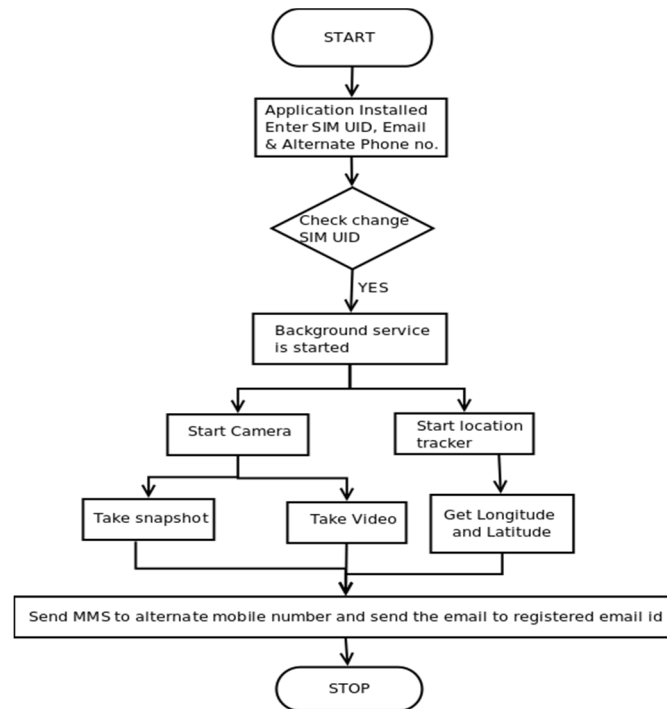 START
Application Installed
Enter SIM UID, Email
& Alternate Phone no.
Check change
SIM UID
YES
Background service
is started
Start Camera
Start location
tracker
Take snapshot
Take Video
Get Longitude
and Latitude
Send MMS to alternate mobile number and send the email to registered email id
STOP